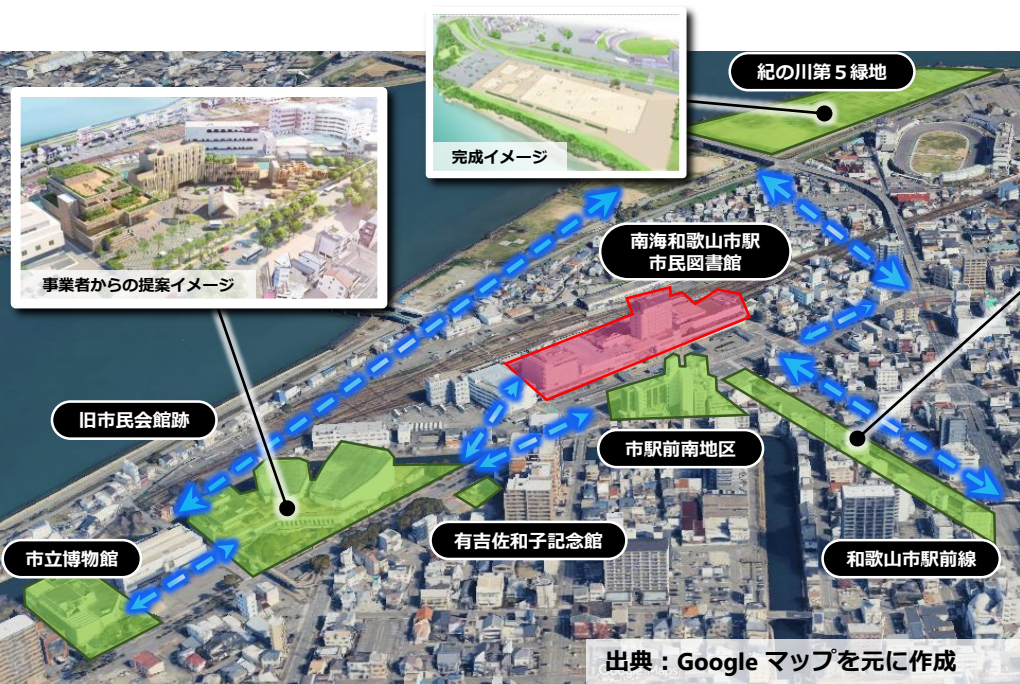 完成イメージ
紀の川第５緑地
事業者からの提案イメージ
南海和歌山市駅
市民図書館
旧市民会館跡
市駅前南地区
有吉佐和子記念館
市立博物館
和歌山市駅前線
出典：Google マップを元に作成